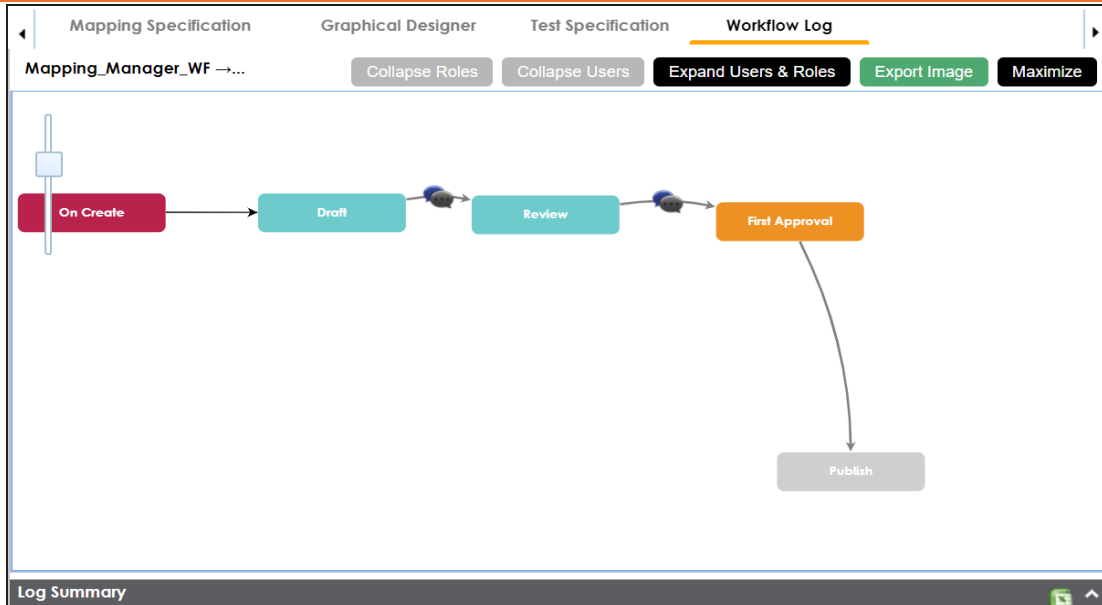 Mapping Specification Graphical Designer Test Specification Workflow Log
Mapping_Manager_WF →... Collapse Roles Collapse Users Expand Users & Roles Export Image Maximize
On Create Draft Review First Approval
Publish
Log Summary